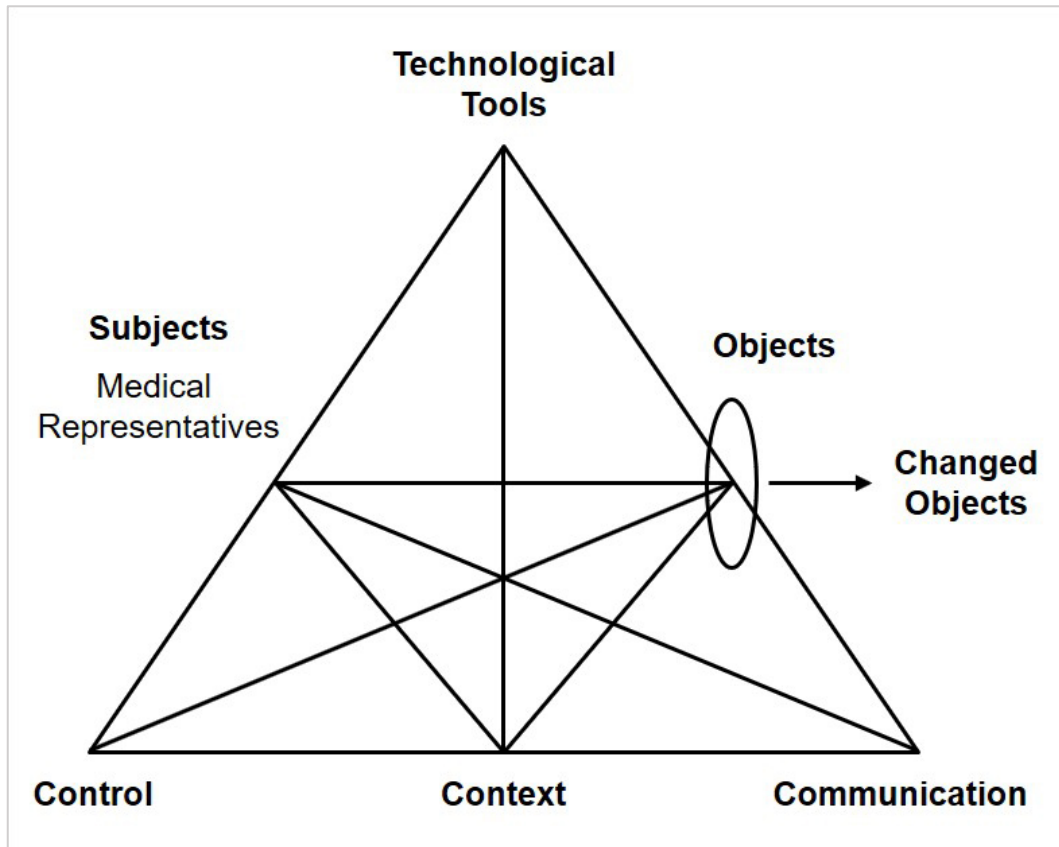 Technological
Tools
Subjects
Medical
Representatives
Objects
Changed
Objects
Control
Context
Communication